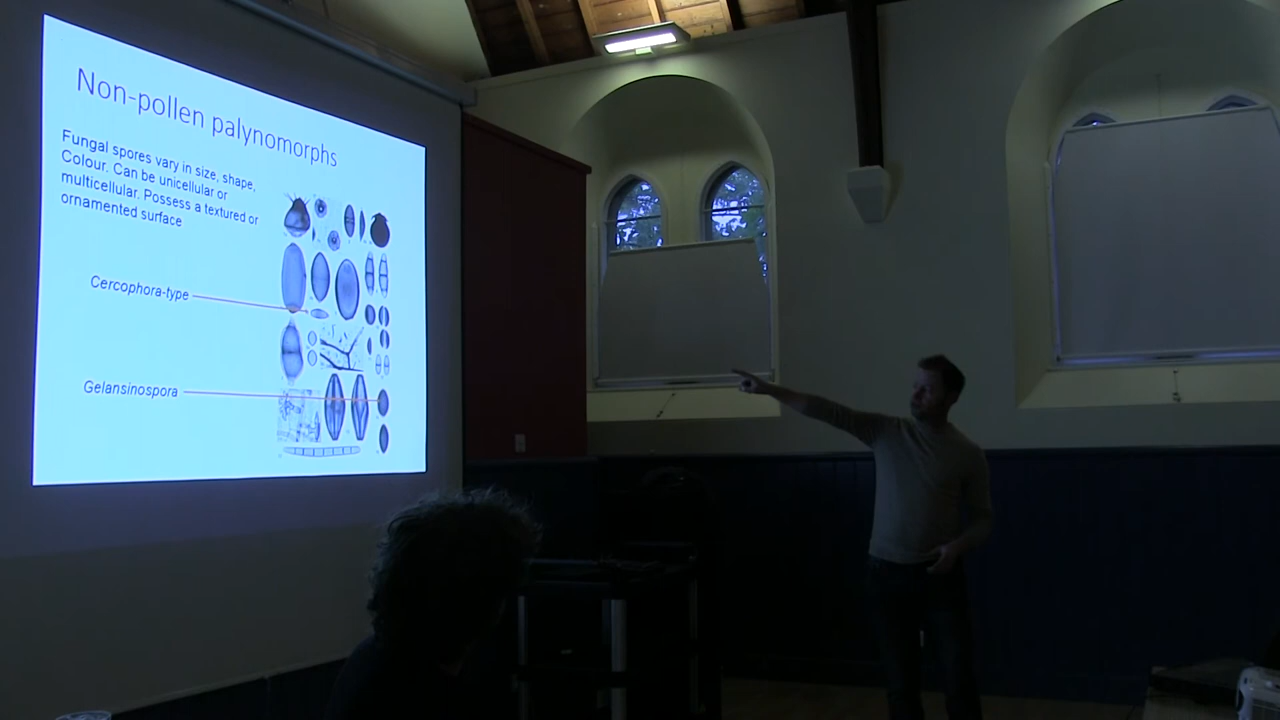 Non-pollen palynomorphs
Fungal spores vary in size, shape,
Colour. Can be unicellular or
multicellular. Possess a textured or
ornamented surface
Cercophora-type
Gelansinospora